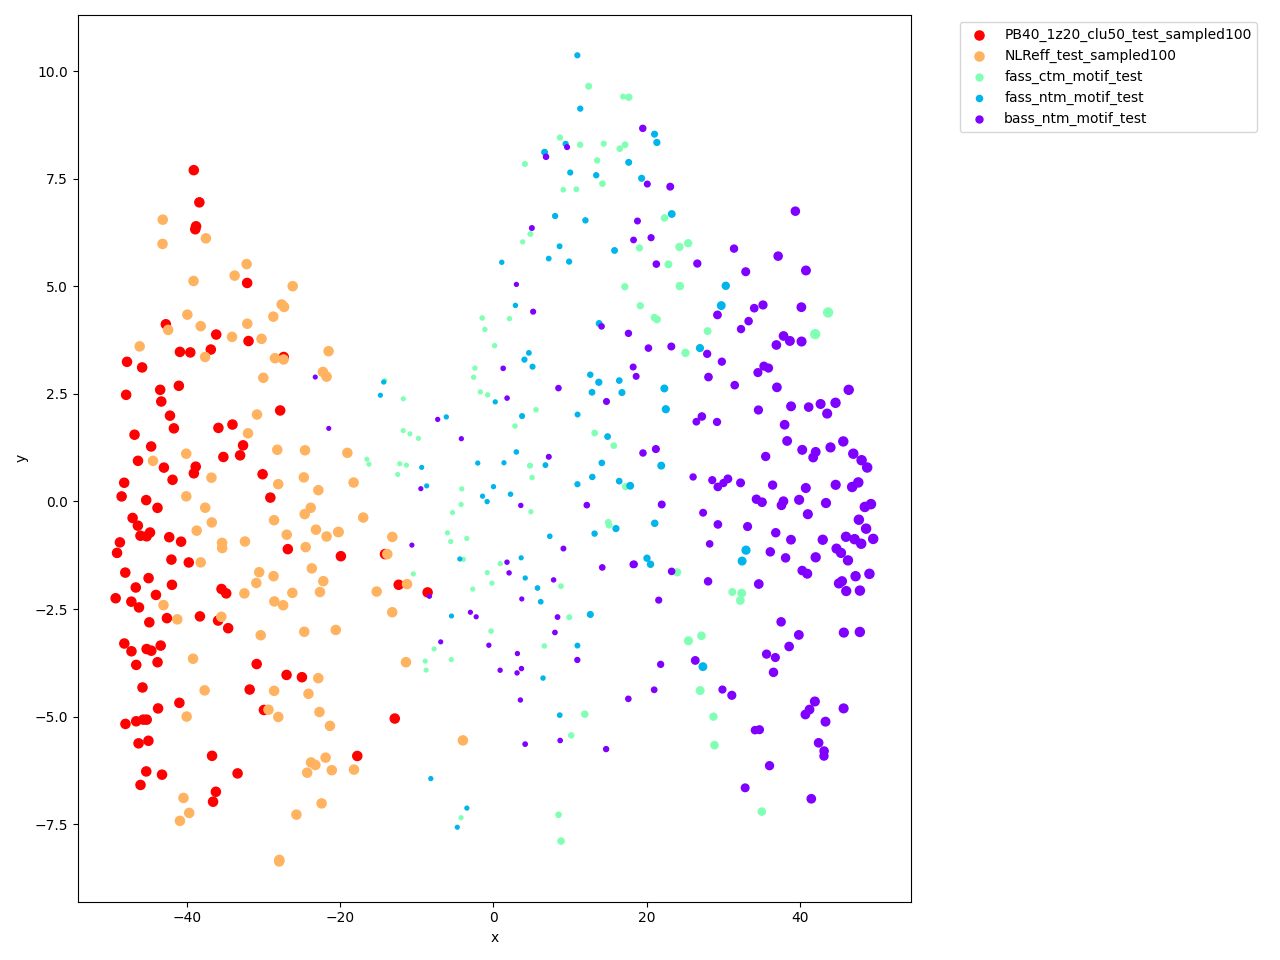 PB40_1z20_clu50_test_sampled100
NLReff_test_sampled100
fass_ctm_motif_test
fass_ntm_motif_test
bass_ntm_motif_test
10.0
7.5
5.0
2.5
0.0
−2.5
−5.0
−7.5
y
−40 −20 0 20 40
x